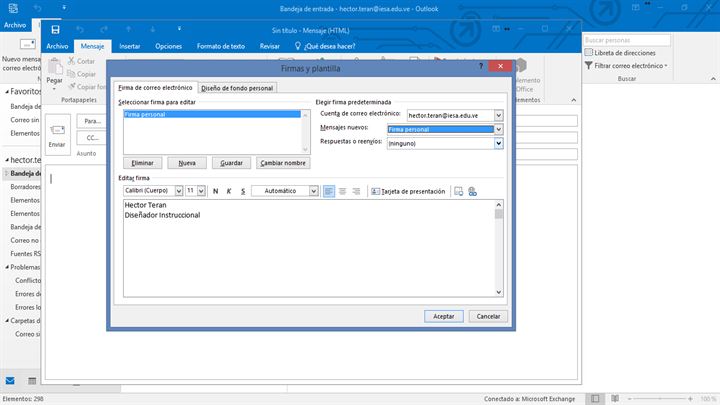 Bandeja de entrada - hector.teran@iesa.edu.ve - Outlook
Archivo
Sin título - Mensaje (HTML)
Archivo Mensaje Insertar Opciones Formato de texto Revisar ¿Qué desea hacer?
Nuevo mensaje
correo electrónico
Pegar
Cortar
Copiar
Copiar
Portapapeles
Buscar personas
Libreta de direcciones
Filtrar correo electrónico
Buscar
Office
Favoritos
Bandeja de
Correo sin
Elementos
hector.ter
Bandeja de
Borradores
Elementos
Elementos
Bandeja de
Correo no
Fuentes RS
Problemas
Conflicto
Errores de
Errores lo
Carpetas d
Correo si
Enviar
Para...
CC...
Asunto
Firmas y plantilla
?
Firma de correo electrónico Diseño de fondo personal
Seleccionar firma para editar
Firma personal
Eliminar Nueva Guardar Cambiar nombre
Elegir firma predeterminada
Cuenta de correo electrónico: hector.teran@iesa.edu.ve
Mensajes nuevos: Firma personal
Respuestas o reenvíos: (ninguno)
Editar firma
Calibri (Cuerpo) 11 N K S Automático Tarjeta de presentación
Hector Teran
Diseñador Instruccional
Aceptar Cancelar
Elementos: 298
Conectado a: Microsoft Exchange
100 %